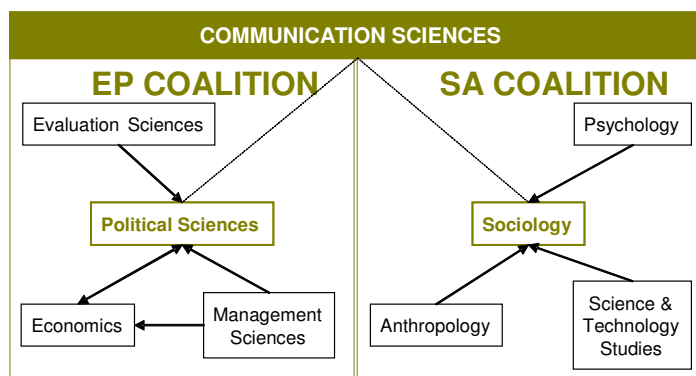 COMMUNICATION SCIENCES
EP COALITION
SA COALITION
Evaluation Sciences
Psychology
Political Sciences
Sociology
Economics
Management
Sciences
Anthropology
Science &
Technology
Studies